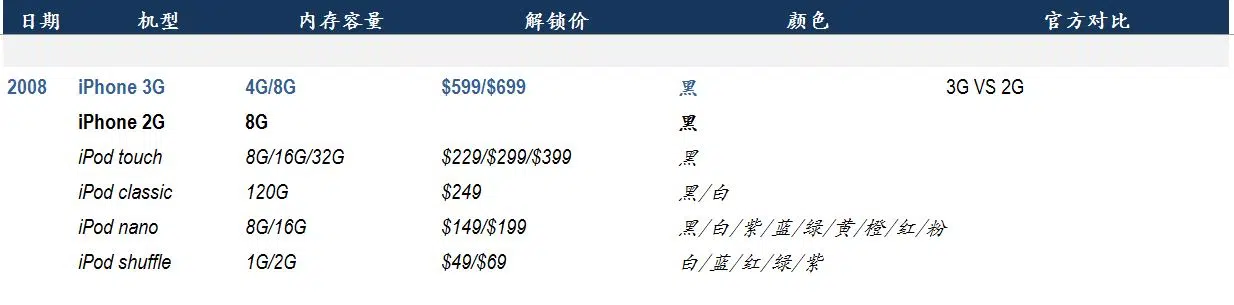 日期 机型 内存容量 解锁价 颜色 官方对比
2008 iPhone 3G 4G/8G $599/$699 黑 3G VS 2G
iPhone 2G 8G 黑
iPod touch 8G/16G/32G $229/$299/$399 黑
iPod classic 120G $249 黑/白
iPod nano 8G/16G $149/$199 黑/白/紫/蓝/绿/黄/橙/红/粉
iPod shuffle 1G/2G $49/$69 白/蓝/红/绿/紫